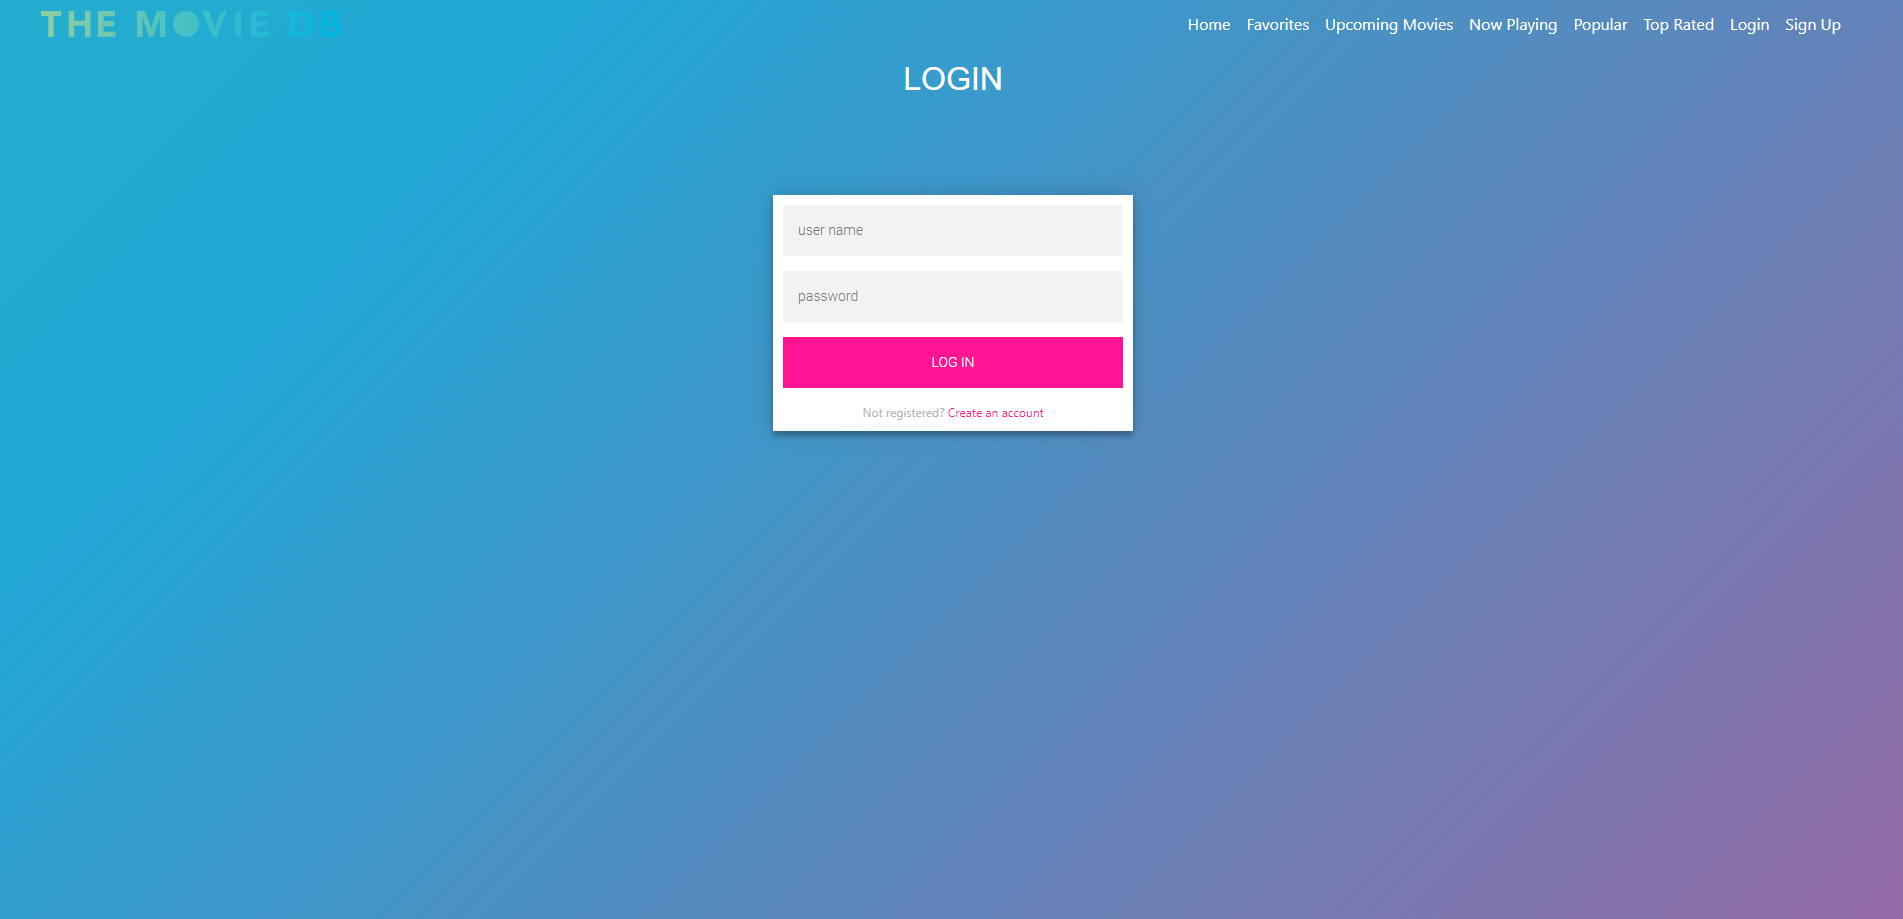 THE MOVIE DB
Home Favorites Upcoming Movies Now Playing Popular Top Rated Login Sign Up
LOGIN
user name
password
LOG IN
Not registered? Create an account